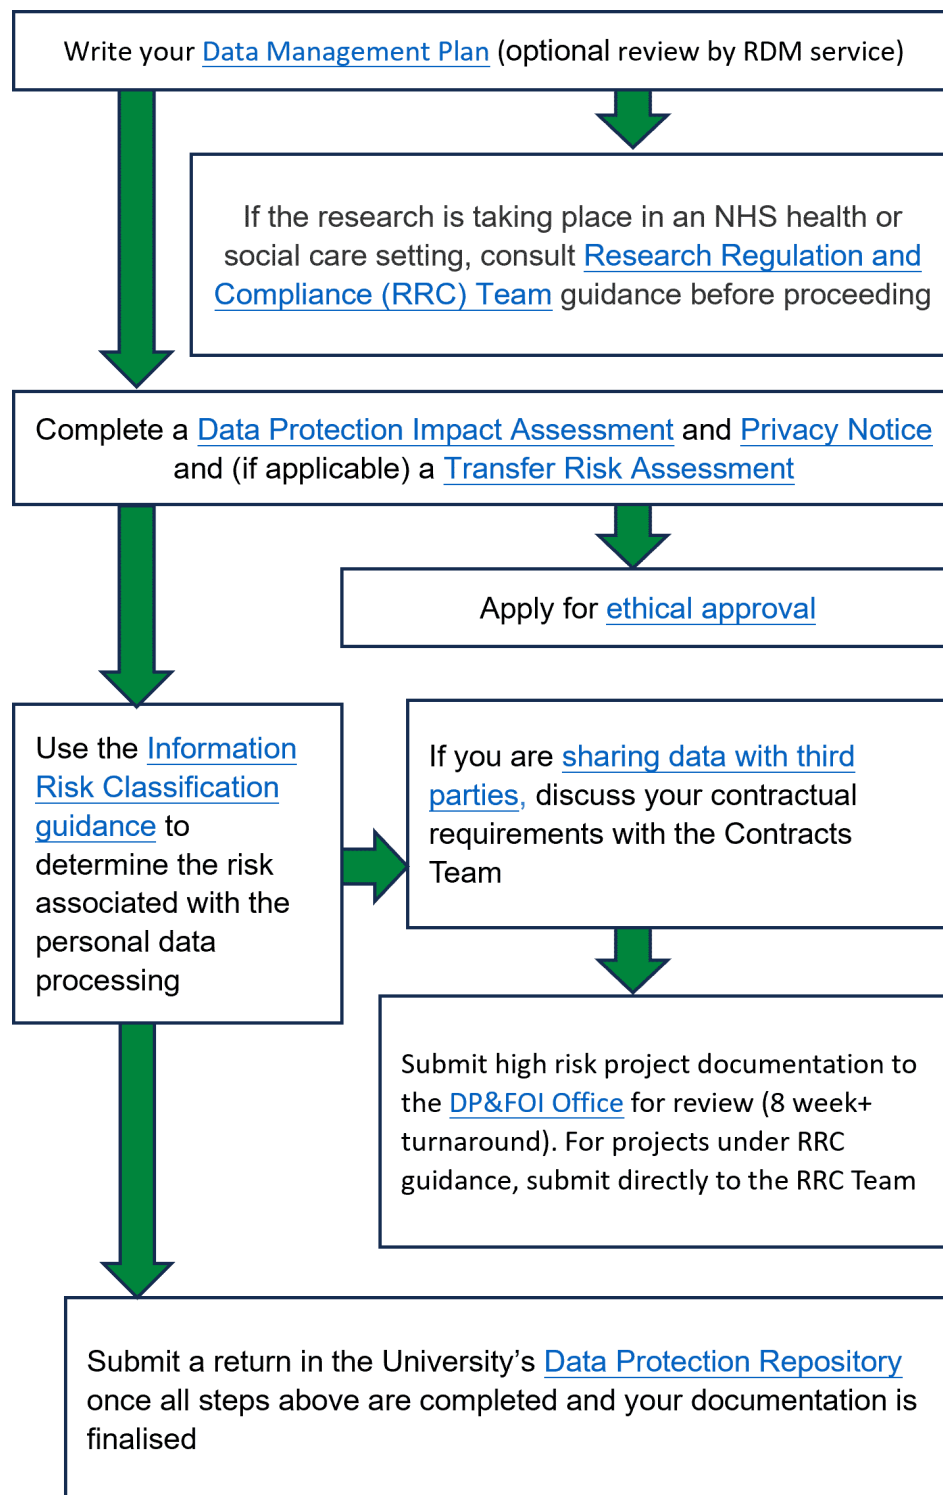 Write your Data Management Plan (optional review by RDM service)
If the research is taking place in an NHS health or
social care setting, consult Research Regulation and
Compliance (RRC) Team guidance before proceeding
Complete a Data Protection Impact Assessment and Privacy Notice
and (if applicable) a Transfer Risk Assessment
Apply for ethical approval
Use the Information
Risk Classification
guidance to
determine the risk
associated with the
personal data
processing
If you are sharing data with third
parties, discuss your contractual
requirements with the Contracts
Team
Submit high risk project documentation to
the DP&FOI Office for review (8 week+
turnaround). For projects under RRC
guidance, submit directly to the RRC Team
Submit a return in the University’s Data Protection Repository
once all steps above are completed and your documentation is
finalised